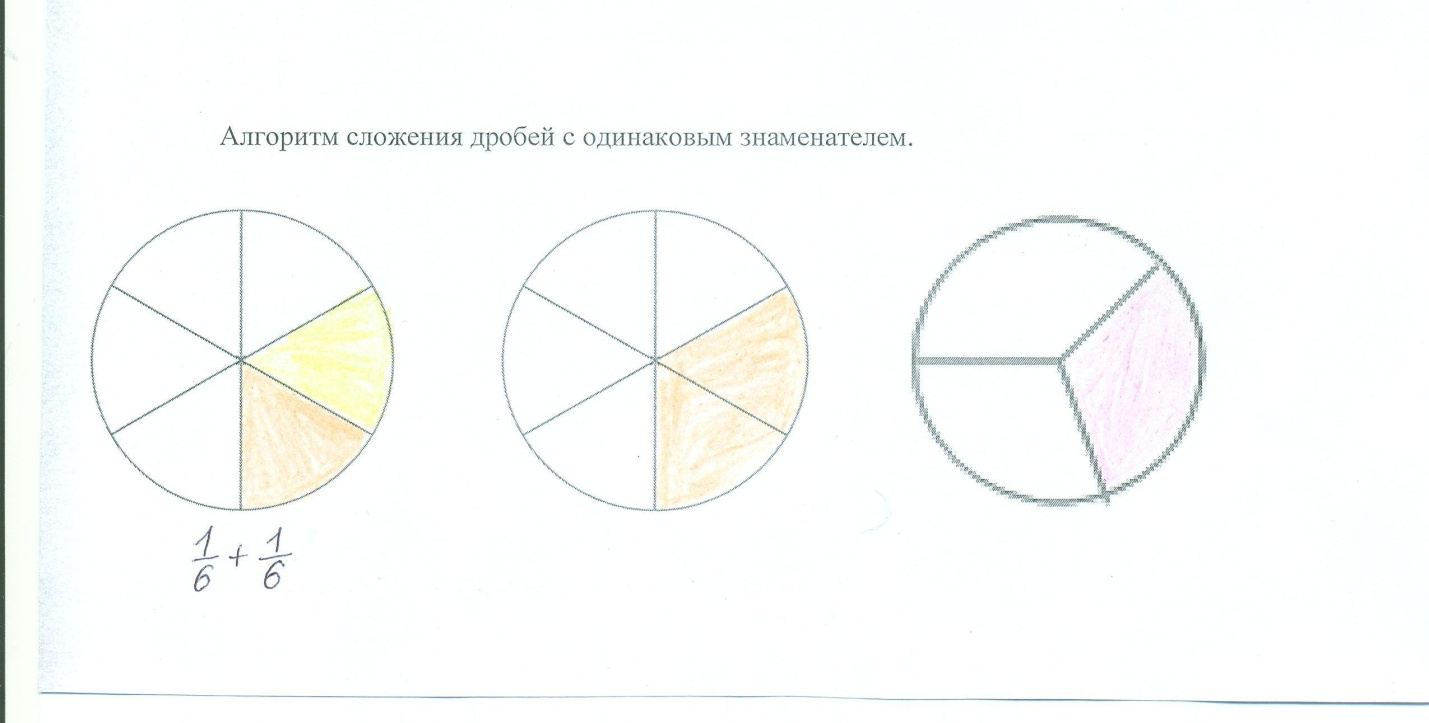 Алгоритм сложения дробей с одинаковым знаменателем.
1/6 + 1/6